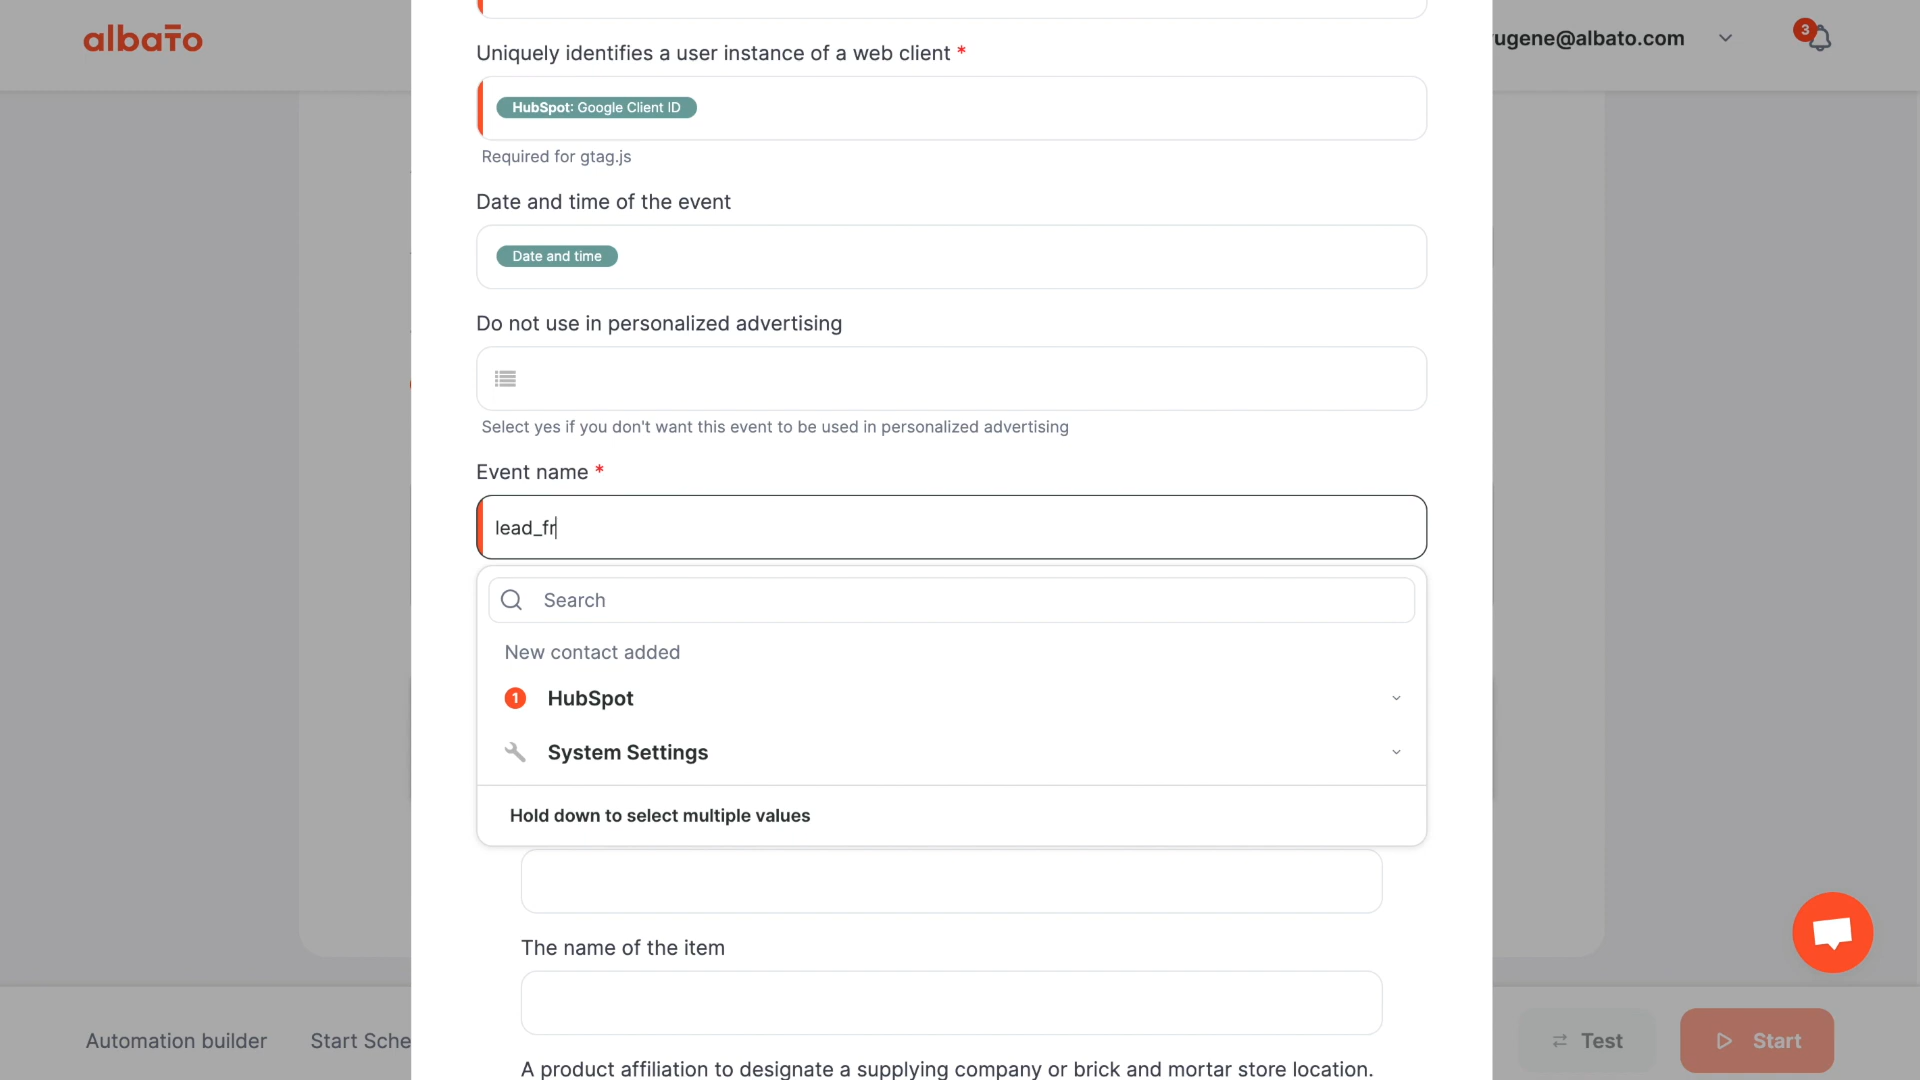 albato
ugene@albato.com
3
Uniquely identifies a user instance of a web client *
HubSpot: Google Client ID
Required for gtag.js
Date and time of the event
Date and time
Do not use in personalized advertising
Select yes if you don't want this event to be used in personalized advertising
Event name *
lead_fr
Search
New contact added
1 HubSpot
System Settings
Hold down to select multiple values
The name of the item
A product affiliation to designate a supplying company or brick and mortar store location.
Automation builder
Start Sche
Test
Start